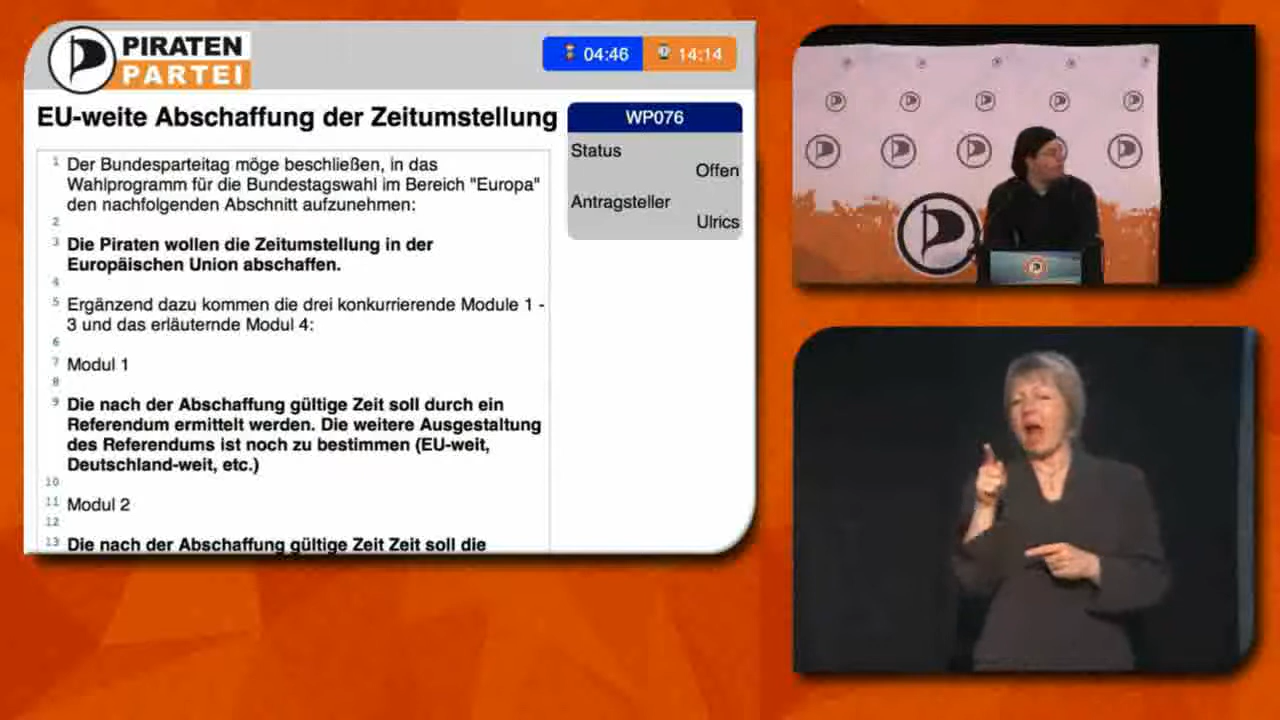 PIRATEN
PARTEI
04:46
14:14
EU-weite Abschaffung der Zeitumstellung
WP076
Status
Offen
Antragsteller
Ulrics
1 Der Bundesparteitag möge beschließen, in das
Wahlprogramm für die Bundestagswahl im Bereich "Europa"
den nachfolgenden Abschnitt aufzunehmen:
2
3 Die Piraten wollen die Zeitumstellung in der
Europäischen Union abschaffen.
4
5 Ergänzend dazu kommen die drei konkurrierende Module 1 -
3 und das erläuternde Modul 4:
6
7 Modul 1
8
9 Die nach der Abschaffung gültige Zeit soll durch ein
Referendum ermittelt werden. Die weitere Ausgestaltung
des Referendums ist noch zu bestimmen (EU-weit,
Deutschland-weit, etc.)
10
11 Modul 2
12
13 Die nach der Abschaffung gültige Zeit Zeit soll die